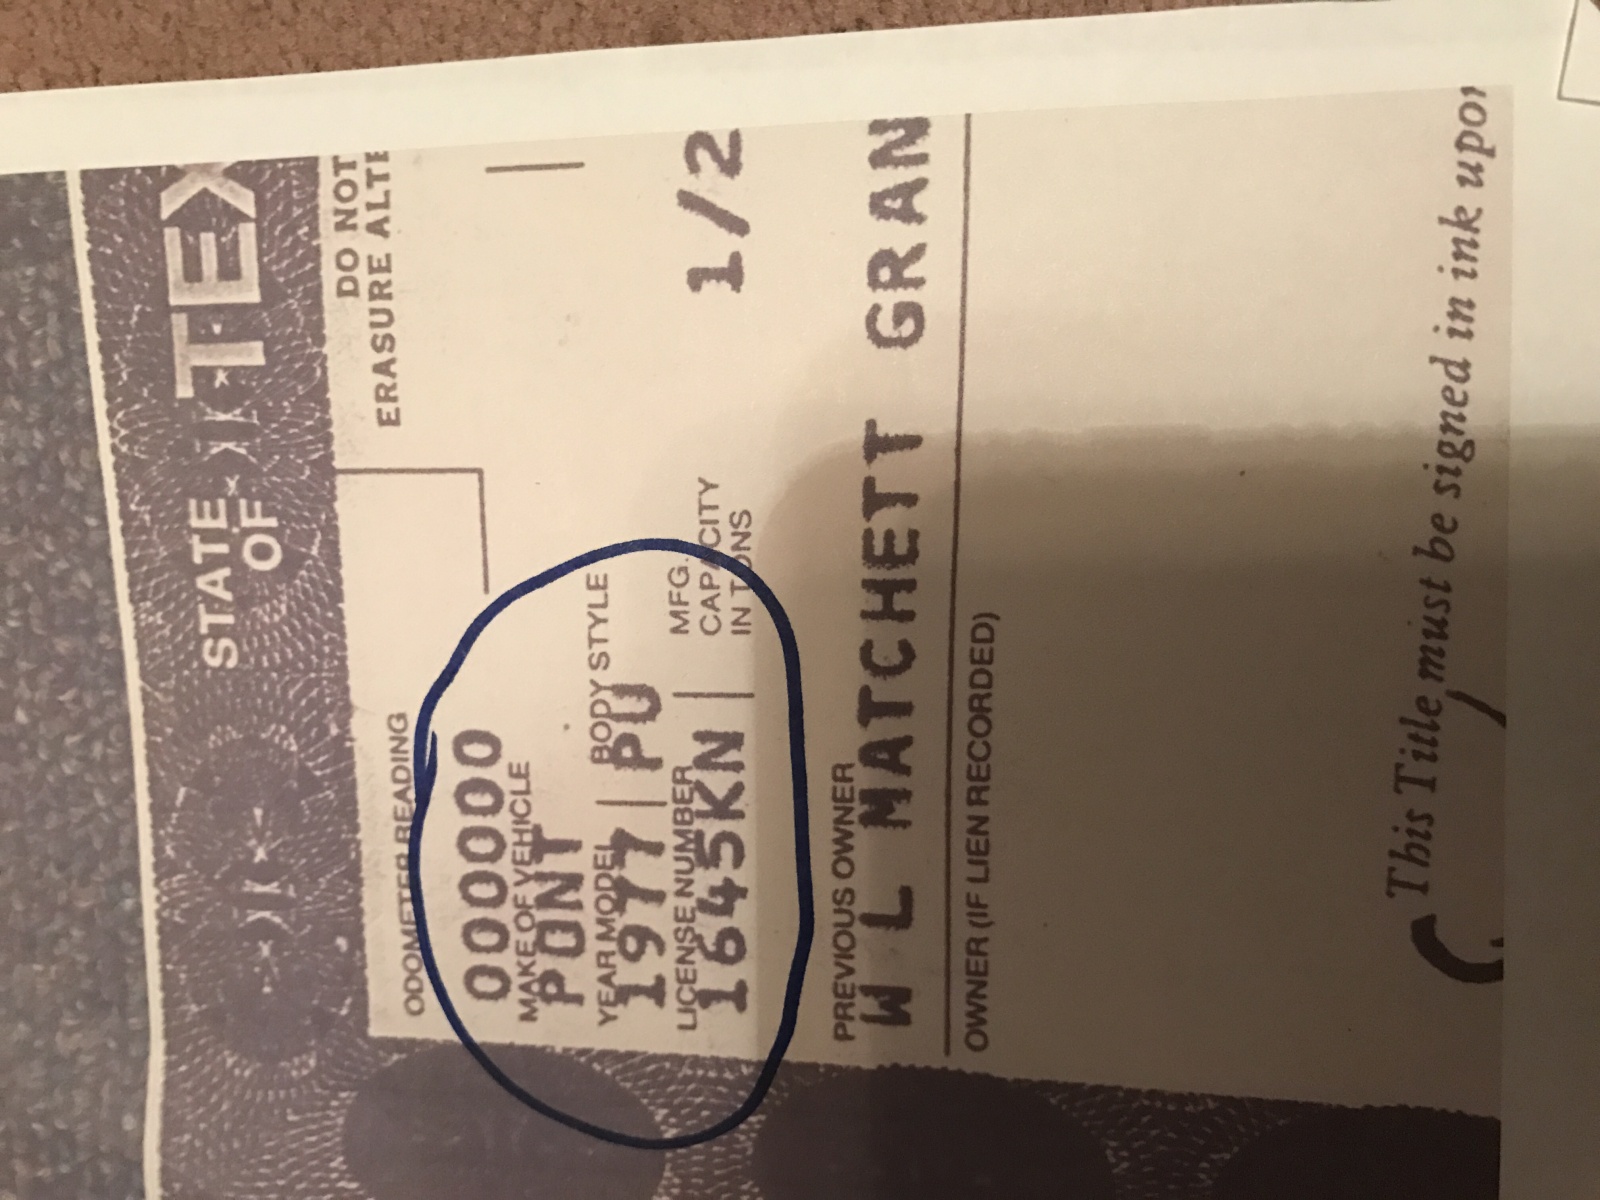 STATE OF TEX
DO NOT
ERASURE ALTE
ODOMETER READING
000000
MAKE OF VEHICLE
PONT
YEAR MODEL BODY STYLE
1977 PU
LICENSE NUMBER MFG. CAPACITY IN TONS
1645KN 1/2
PREVIOUS OWNER
W L MATCHETT GRAN
OWNER (IF LIEN RECORDED)
This Title must be signed in ink upon